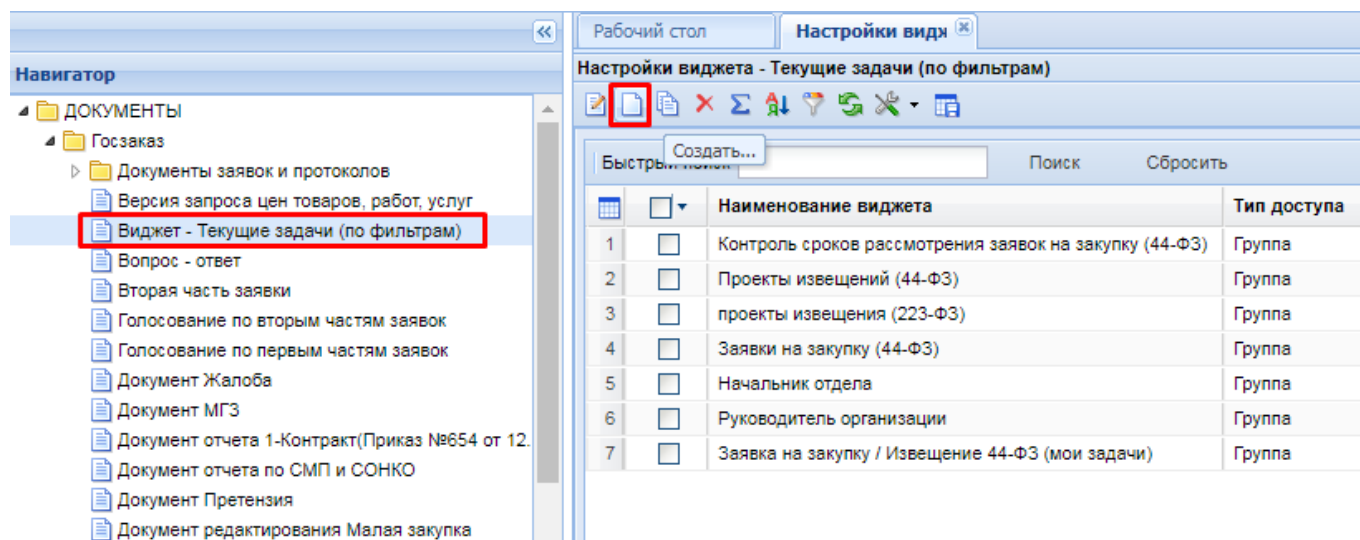 Рабочий стол
Настройки видж
Навигатор
Настройки виджета - Текущие задачи (по фильтрам)
ДОКУМЕНТЫ
Госзаказ
Документы заявок и протоколов
Версия запроса цен товаров, работ, услуг
Виджет - Текущие задачи (по фильтрам)
Вопрос - ответ
Вторая часть заявки
Голосование по вторым частям заявок
Голосование по первым частям заявок
Документ Жалоба
Документ МГЗ
Документ отчета 1-Контракт(Приказ №654 от 12.
Документ отчета по СМП и СОНКО
Документ Претензия
Документ редактирования Малая закупка
Создать...
Быстрый Поиск Сбросить
Наименование виджета Тип доступа
1 Контроль сроков рассмотрения заявок на закупку (44-ФЗ) Группа
2 Проекты извещений (44-ФЗ) Группа
3 проекты извещения (223-ФЗ) Группа
4 Заявки на закупку (44-ФЗ) Группа
5 Начальник отдела Группа
6 Руководитель организации Группа
7 Заявка на закупку / Извещение 44-ФЗ (мои задачи) Группа